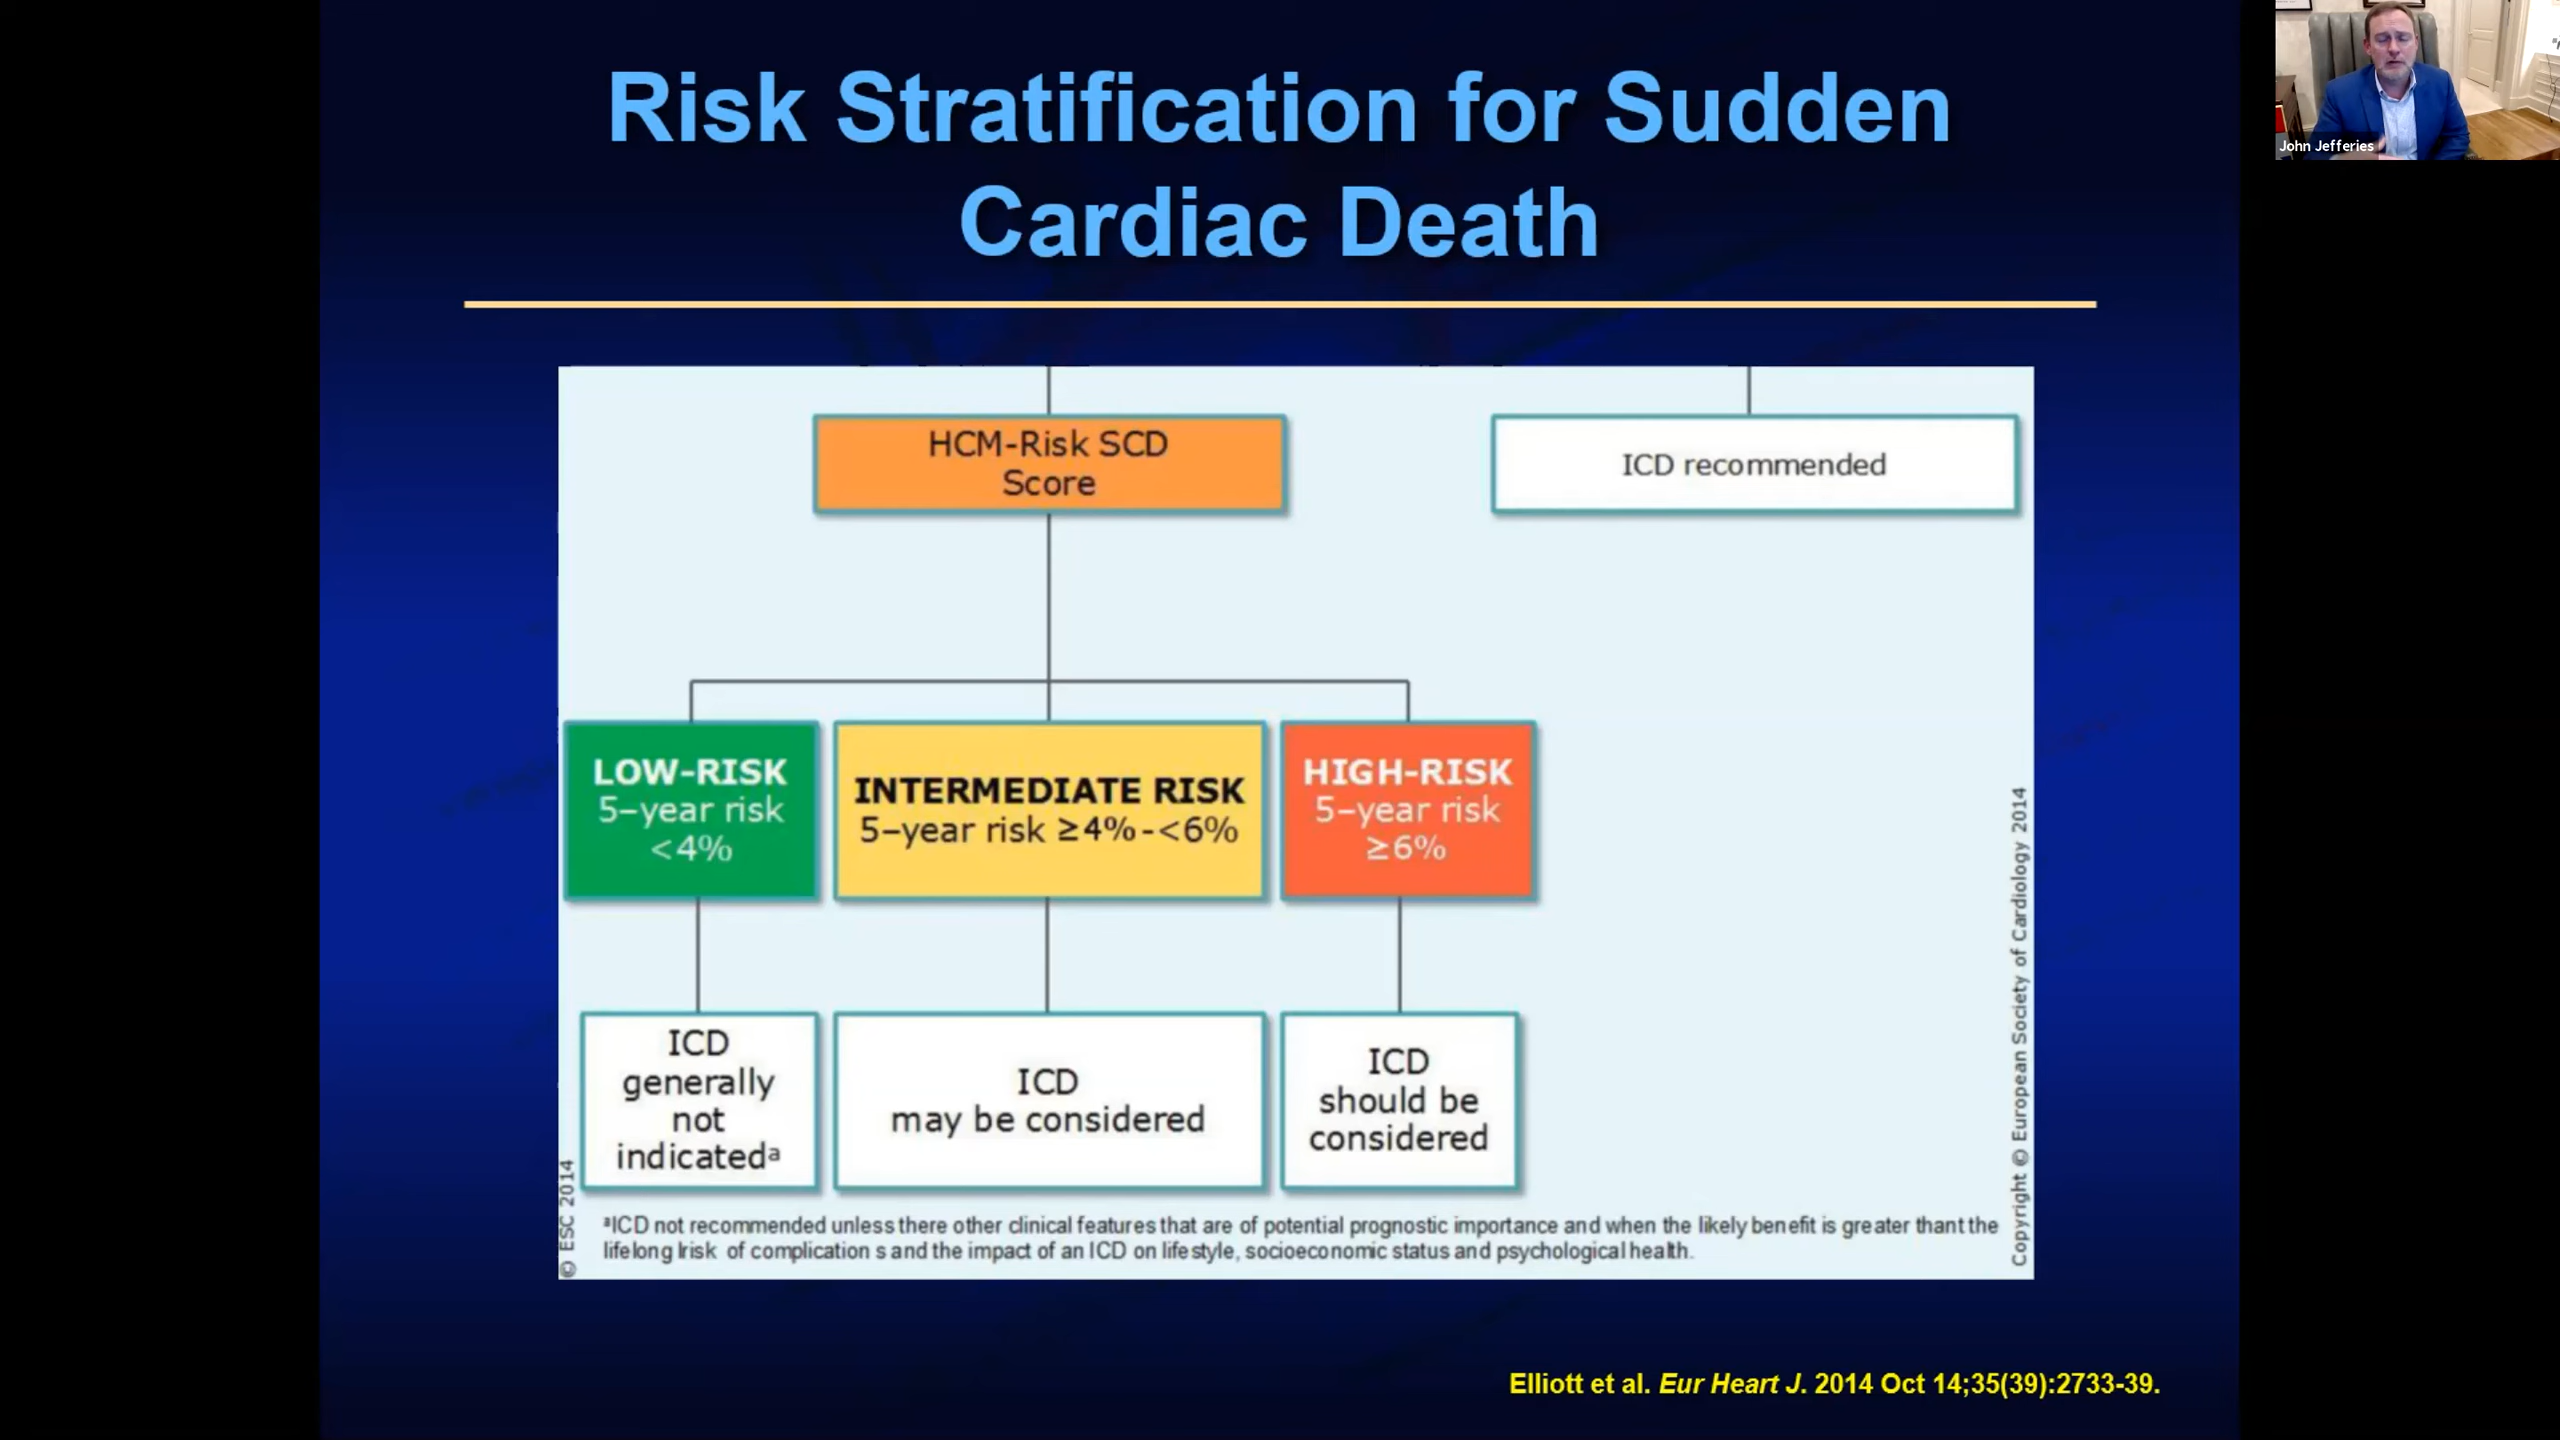 Risk Stratification for Sudden
Cardiac Death
John Jefferies
HCM-Risk SCD
Score
ICD recommended
LOW-RISK
5–year risk
<4%
INTERMEDIATE RISK
5–year risk ≥4%-<6%
HIGH-RISK
5–year risk
≥6%
ICD
generally
not
indicatedᵃ
ICD
may be considered
ICD
should be
considered
ᵃICD not recommended unless there other clinical features that are of potential prognostic importance and when the likely benefit is greater thant the
lifelong lrisk of complication s and the impact of an ICD on lifestyle, socioeconomic status and psychological health.
© ESC 2014
Copyright © European Society of Cardiology 2014
Elliott et al. Eur Heart J. 2014 Oct 14;35(39):2733-39.